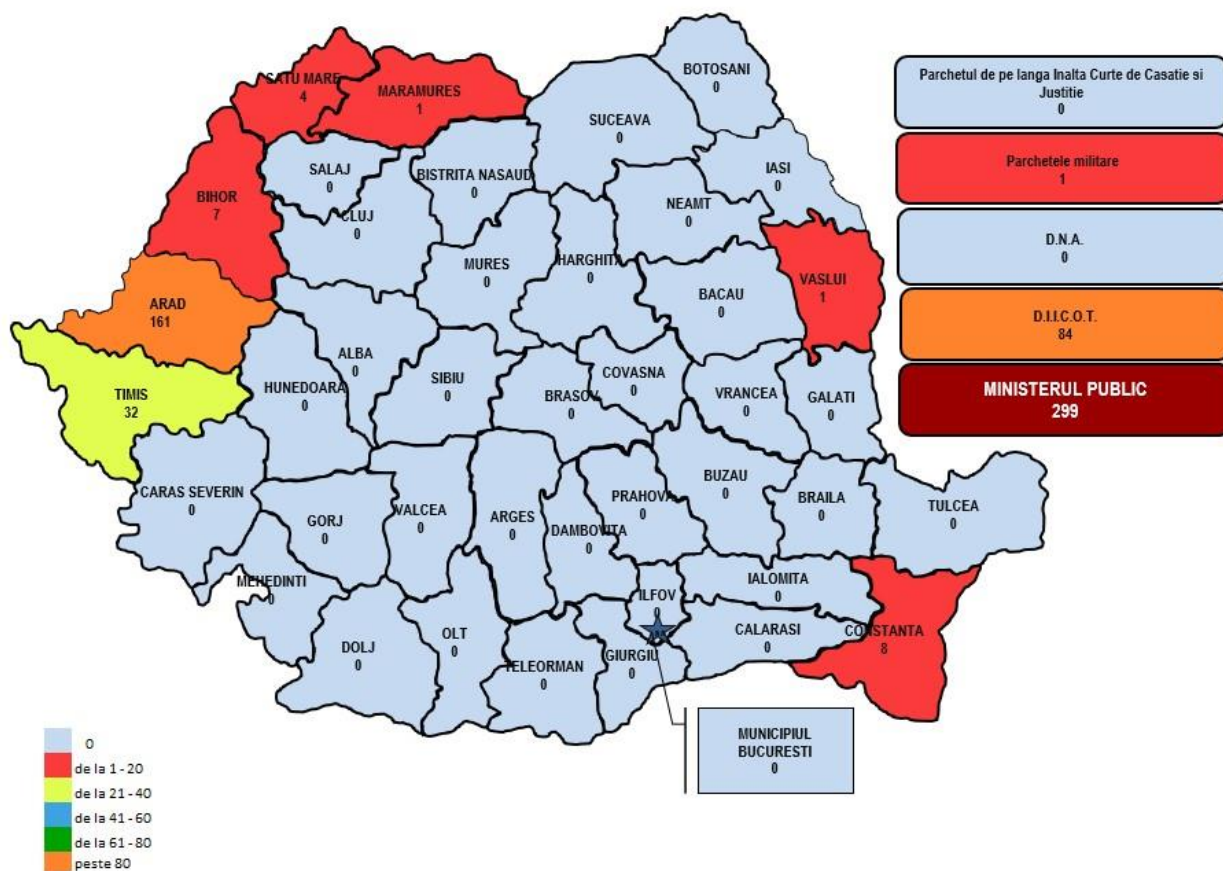 BOTOSANI
0
SATU MARE
4
MARAMURES
1
SUCEAVA
0
Parchetul de pe langa Inalta Curte de Casatie si
Justitie
0
SALAJ
0
BISTRITA NASAUD
0
IASI
0
Parchetele militare
1
BIHOR
7
CLUJ
0
NEAMT
0
MURES
0
HARGHITA
0
D.N.A.
0
VASLUI
1
BACAU
0
ARAD
161
D.I.I.C.O.T.
84
ALBA
0
SIBIU
0
COVASNA
0
HUNEDOARA
0
BRASOV
0
VRANCEA
0
GALATI
0
MINISTERUL PUBLIC
299
TIMIS
32
CARAS SEVERIN
0
GORJ
0
VALCEA
0
ARGES
0
DAMBOVITA
0
PRAHOVA
0
BUZAU
0
BRAILA
0
TULCEA
0
MEHEDINTI
0
ILFOV
0
IALOMITA
0
DOLJ
0
OLT
0
TELEORMAN
0
GIURGIU
0
CALARASI
0
CONSTANTA
8
MUNICIPIUL
BUCURESTI
0
0
de la 1 - 20
de la 21 - 40
de la 41 - 60
de la 61 - 80
peste 80